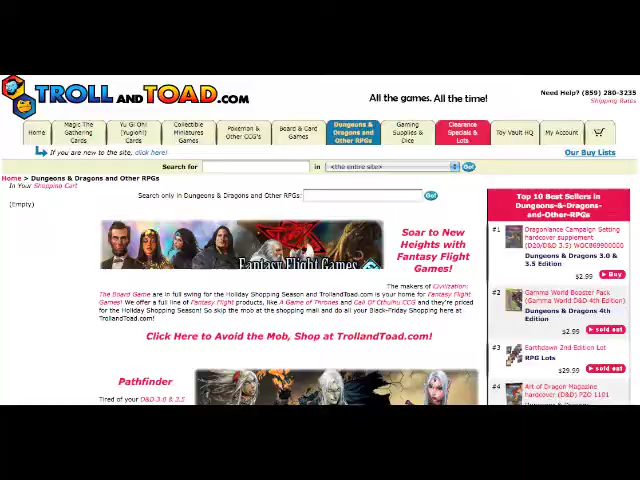 TROLL AND TOAD.COM
All the games. All the time!
Need Help? (859) 280-3235
Shipping Rates
Home
Magic The Gathering Cards
Yu Gi Oh! (Yugioh!) Cards
Collectible Miniatures Games
Pokemon & Other CCG's
Board & Card Games
Dungeons & Dragons and Other RPGs
Gaming Supplies & Dice
Clearance Specials & Lots
Toy Vault HQ
My Account
If you are new to the site, click here!
Our Buy Lists
Search for
in
<the entire site>
Go!
Home > Dungeons & Dragons and Other RPGs
In Your Shopping Cart
(Empty)
Search only in Dungeons & Dragons and Other RPGs:
Go!
Fantasy Flight Games
Soar to New
Heights with
Fantasy Flight
Games!
The makers of Civilization:
The Board Game are in full swing for the Holiday Shopping Season and TrollandToad.com is your home for Fantasy Flight
Games! We offer a full line of Fantasy Flight products, like A Game of Thrones and Call Of Cthulhu CCG and they're priced
for the Holiday Shopping Season! So skip the mob at the shopping mall and do all your Black-Friday Shopping here at
TrollandToad.com!
Click Here to Avoid the Mob, Shop at TrollandToad.com!
Pathfinder
Tired of your D&D 3.0 & 3.5
Top 10 Best Sellers in
Dungeons-&-Dragons-
and-Other-RPGs
#1
Dragonlance Campaign Setting
hardcover supplement
(D20/D&D 3.5) WOC869900000
Dungeons & Dragons 3.0 &
3.5 Edition
$2.99
Buy
#2
Gamma World Booster Pack
(Gamma World D&D 4th Edition)
Dungeons & Dragons 4th
Edition
$2.99
sold out
#3
Earthdawn 2nd Edition Lot
RPG Lots
$29.99
sold out
#4
Art of Dragon Magazine
hardcover (D&D) PZO 1101